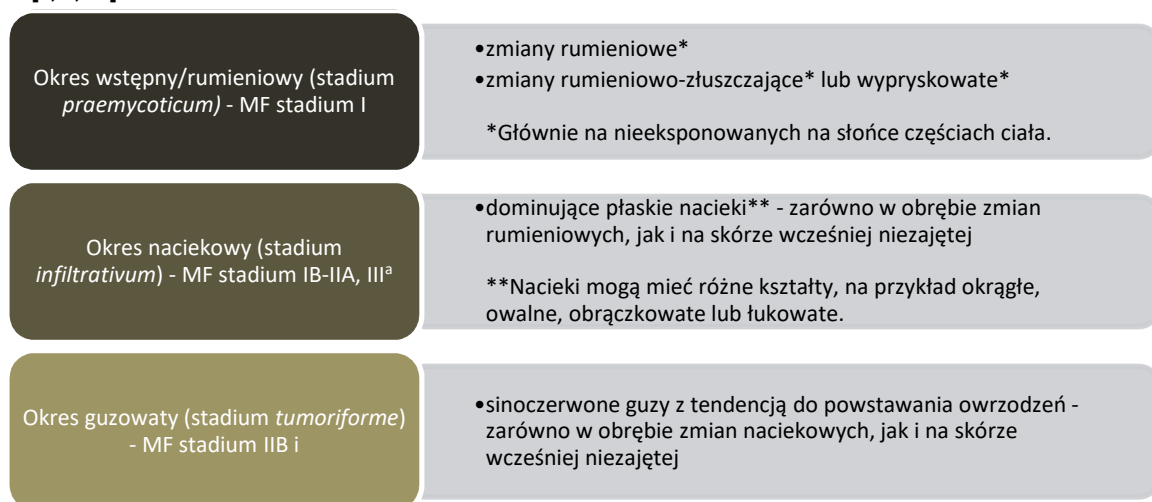 Okres wstępny/rumieniowy (stadium
praemycoticum) - MF stadium I
•zmiany rumieniowe*
•zmiany rumieniowo-złuszczające* lub wypryskowate*
*Głównie na nieeksponowanych na słońce częściach ciała.
Okres naciekowy (stadium
infiltrativum) - MF stadium IB-IIA, IIIᵃ
•dominujące płaskie nacieki** - zarówno w obrębie zmian
rumieniowych, jak i na skórze wcześniej niezajętej
**Nacieki mogą mieć różne kształty, na przykład okrągłe,
owalne, obrączkowate lub łukowate.
Okres guzowaty (stadium tumoriforme)
- MF stadium IIB i
•sinoczerwone guzy z tendencją do powstawania owrzodzeń -
zarówno w obrębie zmian naciekowych, jak i na skórze
wcześniej niezajętej